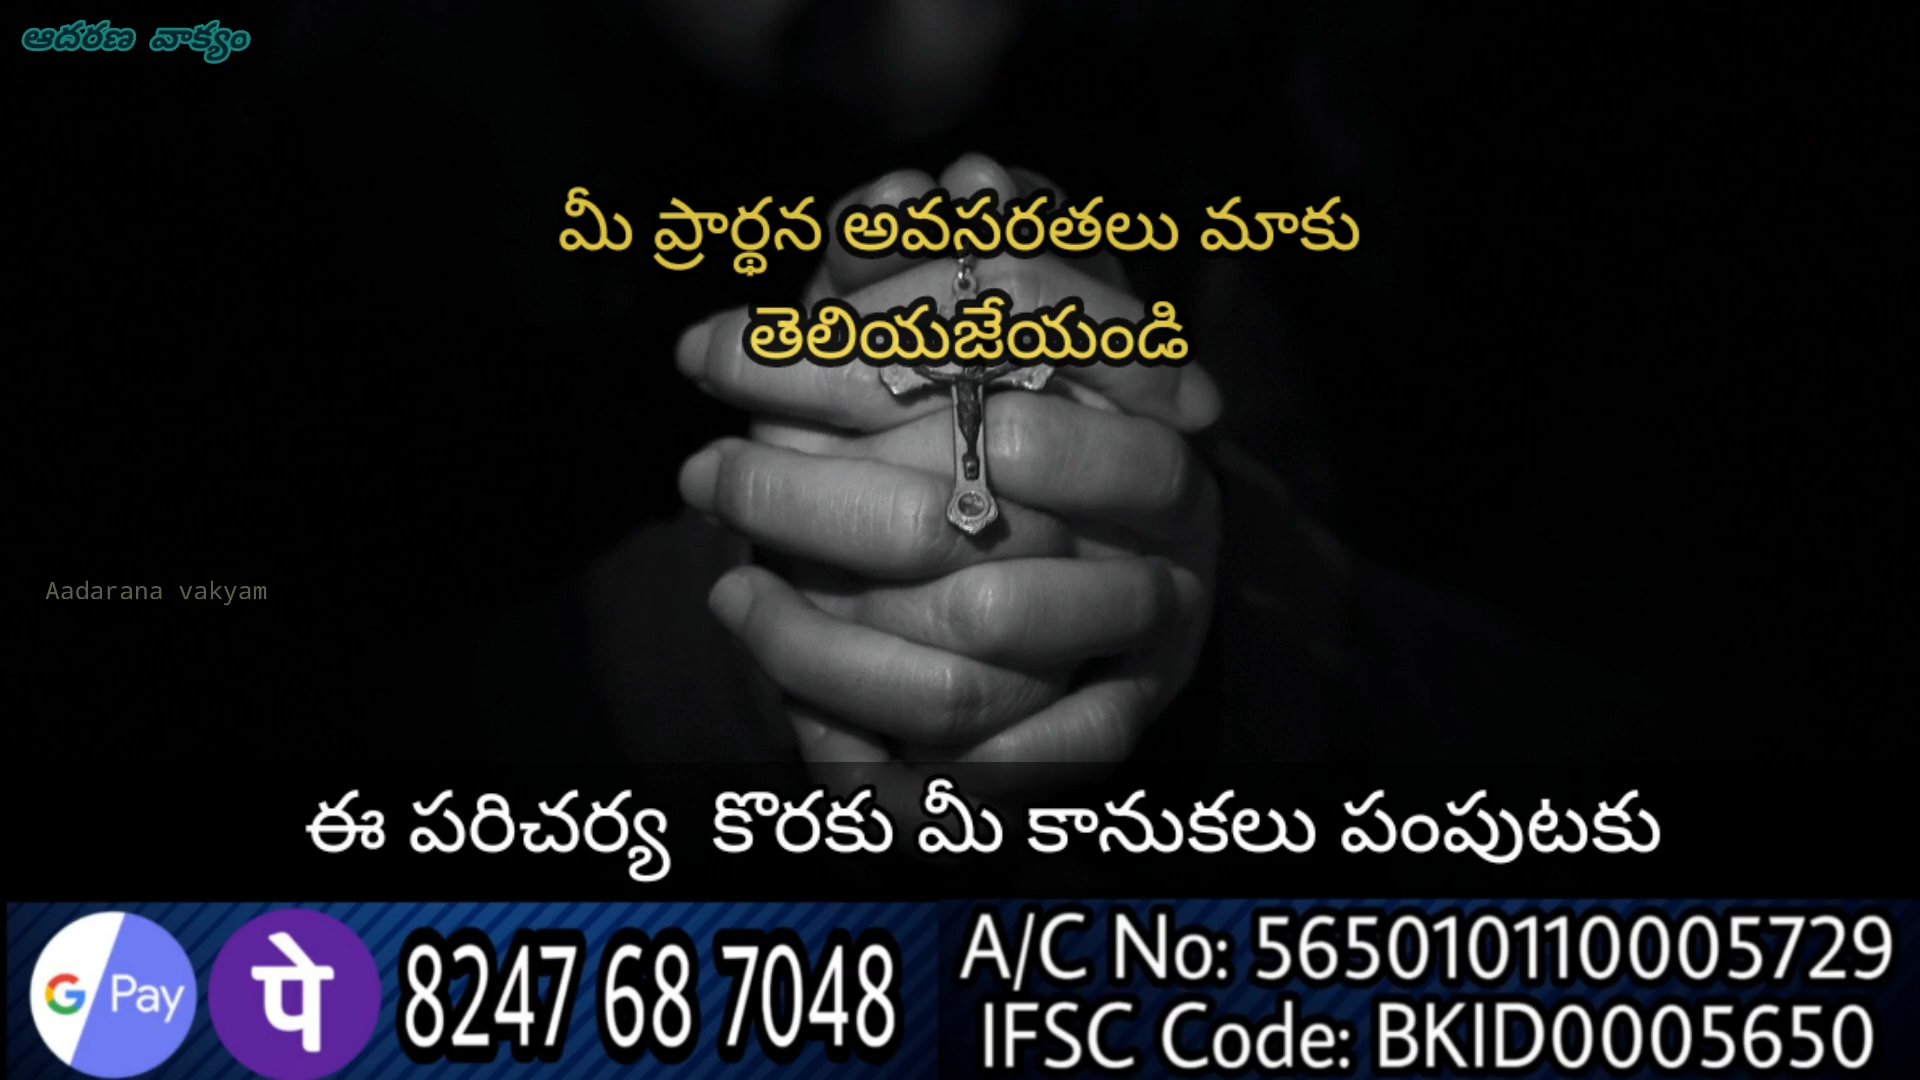 ఆదరణ వాక్యం
మీ ప్రార్థన అవసరతలు మాకు
తెలియజేయండి
Aadarana vakyam
ఈ పరిచర్య కొరకు మీ కానుకలు పంపుటకు
G Pay
पे
8247 68 7048
A/C No: 565010110005729
IFSC Code: BKID0005650